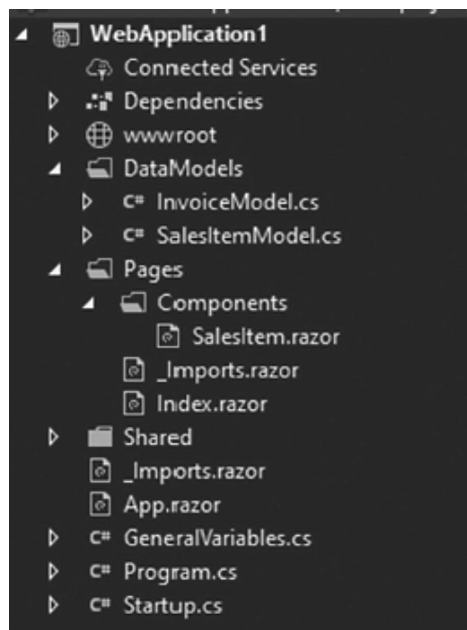 WebApplication1
Connected Services
Dependencies
wwwroot
DataModels
C# InvoiceModel.cs
C# SalesItemModel.cs
Pages
Components
SalesItem.razor
_Imports.razor
Index.razor
Shared
_Imports.razor
App.razor
C# GeneralVariables.cs
C# Program.cs
C# Startup.cs